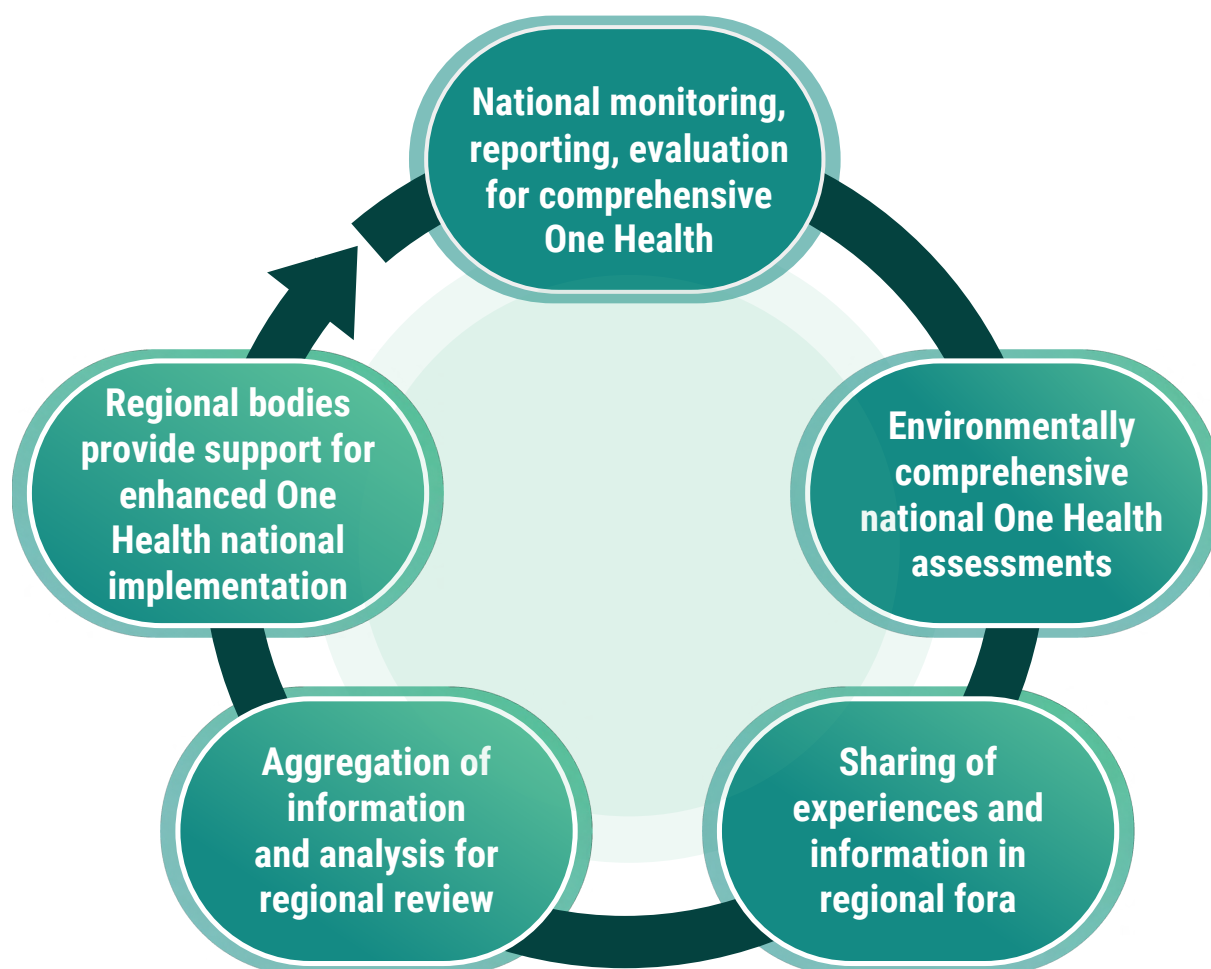 National monitoring,
reporting, evaluation
for comprehensive
One Health
Environmentally
comprehensive
national One Health
assessments
Sharing of
experiences and
information in
regional fora
Aggregation of
information
and analysis for
regional review
Regional bodies
provide support for
enhanced One
Health national
implementation